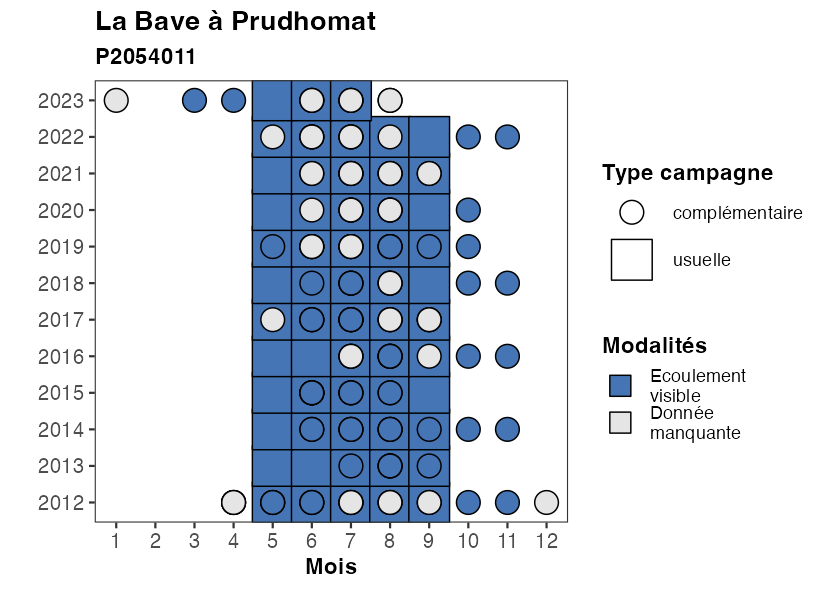 La Bave à Prudhomat
P2054011
2023
2022
2021
2020
2019
2018
2017
2016
2015
2014
2013
2012
1 2 3 4 5 6 7 8 9 10 11 12
Mois
Type campagne
complémentaire
usuelle
Modalités
Ecoulement
visible
Donnée
manquante